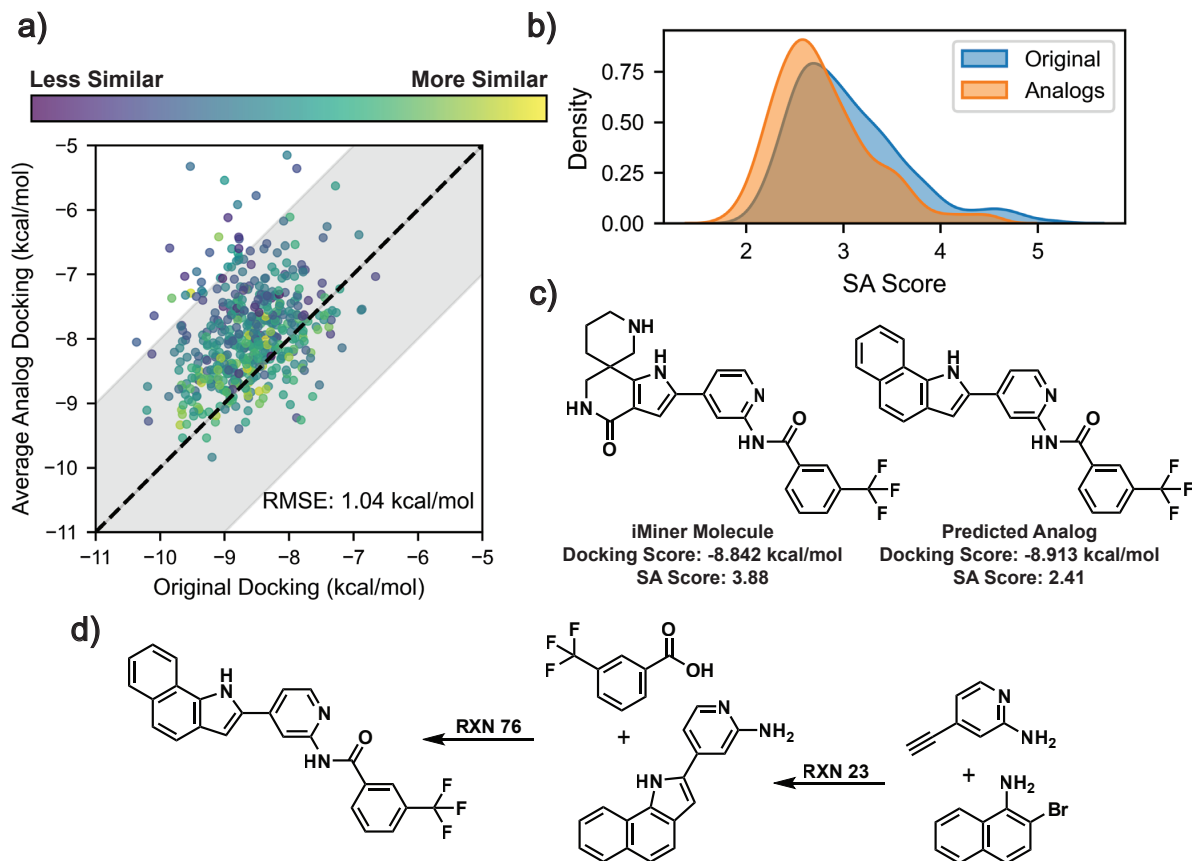 a)
Less Similar More Similar
−5
−6
−7
−8
−9
−10
−11
−11 −10 −9 −8 −7 −6 −5
Average Analog Docking (kcal/mol)
Original Docking (kcal/mol)
RMSE: 1.04 kcal/mol
b)
Original
Analogs
Density
0.75
0.50
0.25
0.00
2 3 4 5
SA Score
c)
NH
H
N
N
HN
O
NH
O
F
F
F
iMiner Molecule
Docking Score: -8.842 kcal/mol
SA Score: 3.88
H
N
N
NH
O
F
F
F
Predicted Analog
Docking Score: -8.913 kcal/mol
SA Score: 2.41
d)
H
N
N
NH
O
F
F
F
RXN 76
F
F
F
O
OH
+
N
NH₂
H
N
RXN 23
N
NH₂
+
NH₂
Br